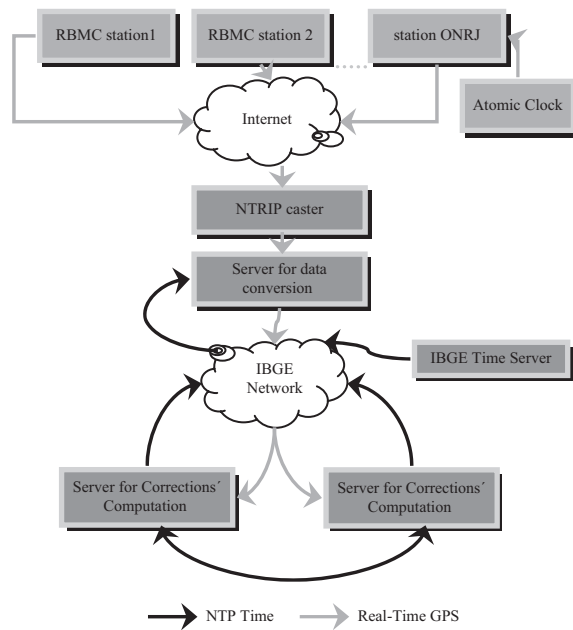 RBMC station1
RBMC station 2
station ONRJ
Atomic Clock
Internet
NTRIP caster
Server for data
conversion
IBGE Time Server
IBGE
Network
Server for Corrections´
Computation
Server for Corrections´
Computation
NTP Time
Real-Time GPS